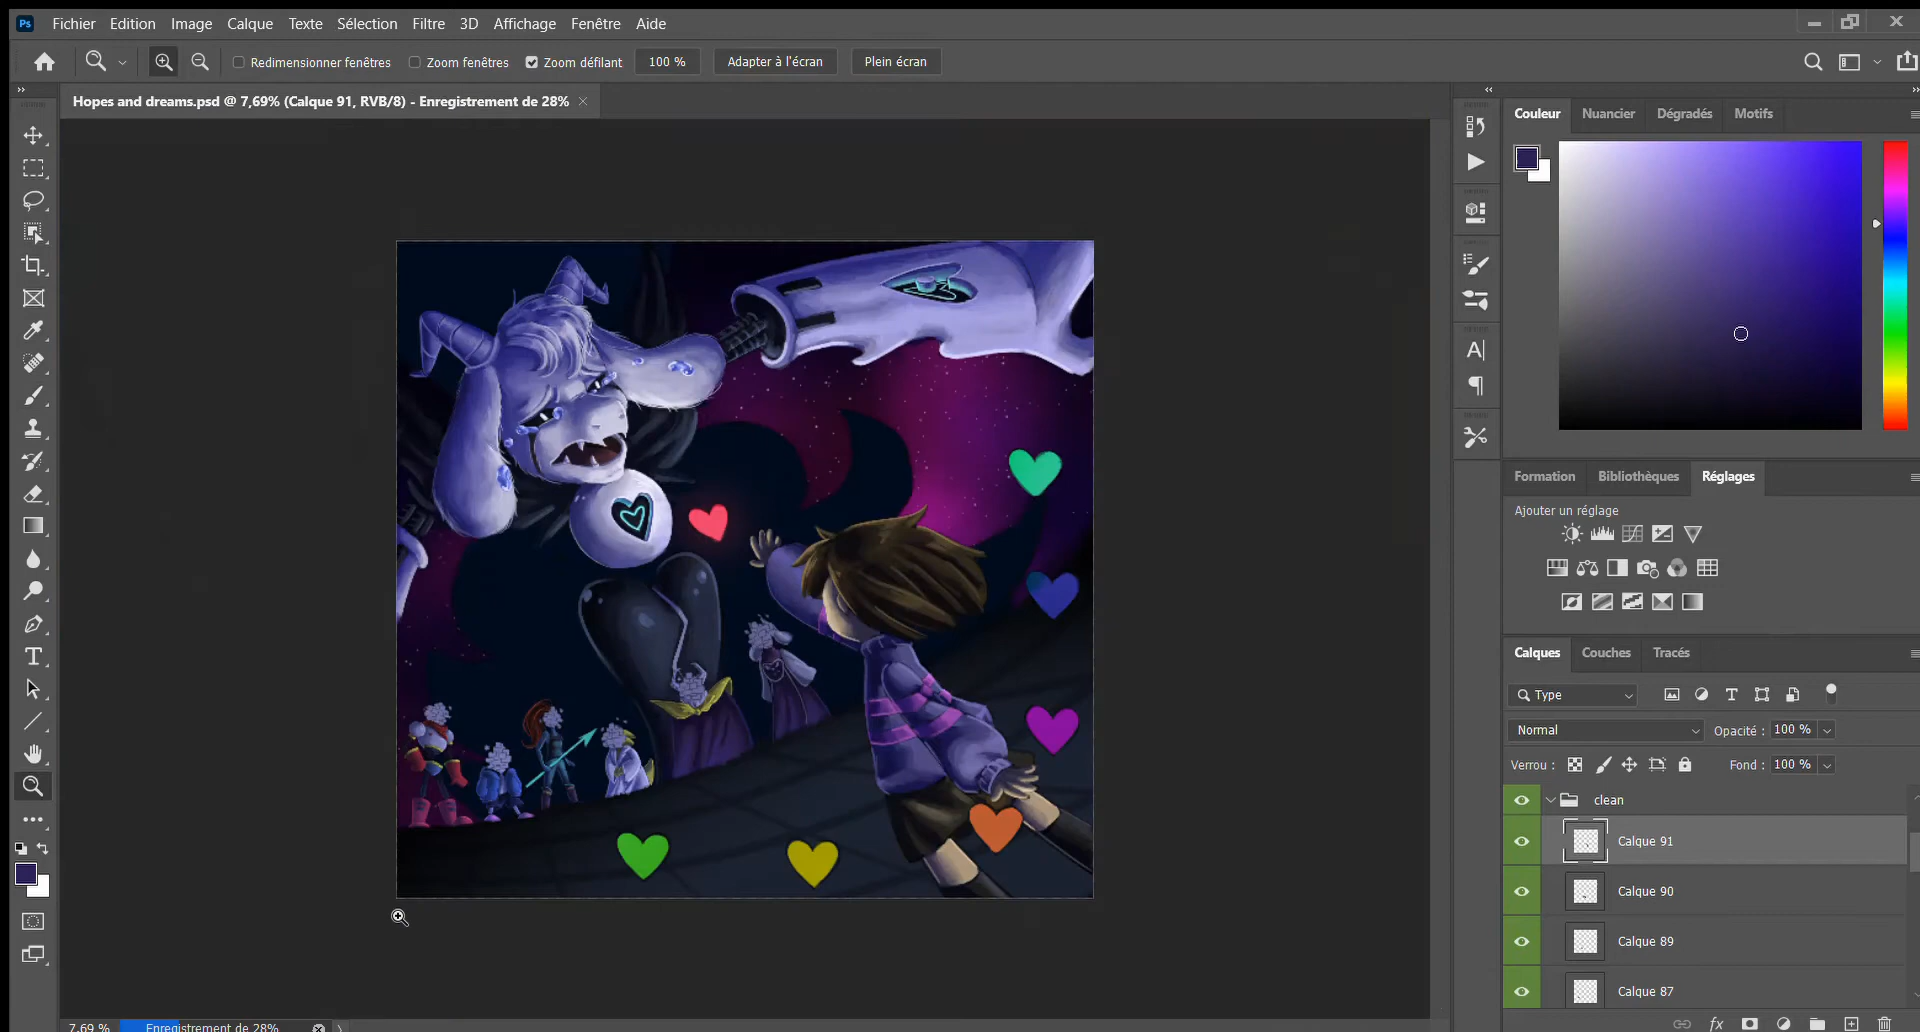 Ps Fichier Edition Image Calque Texte Sélection Filtre 3D Affichage Fenêtre Aide
Redimensionner fenêtres Zoom fenêtres Zoom défilant 100 % Adapter à l'écran Plein écran
Hopes and dreams.psd @ 7,69% (Calque 91, RVB/8) - Enregistrement de 28%
Couleur Nuancier Dégradés Motifs
Formation Bibliothèques Réglages
Ajouter un réglage
Calques Couches Tracés
Type
Normal Opacité : 100 %
Verrou : Fond : 100 %
clean
Calque 91
Calque 90
Calque 89
Calque 87
7,69 % Enregistrement de 28%
fx